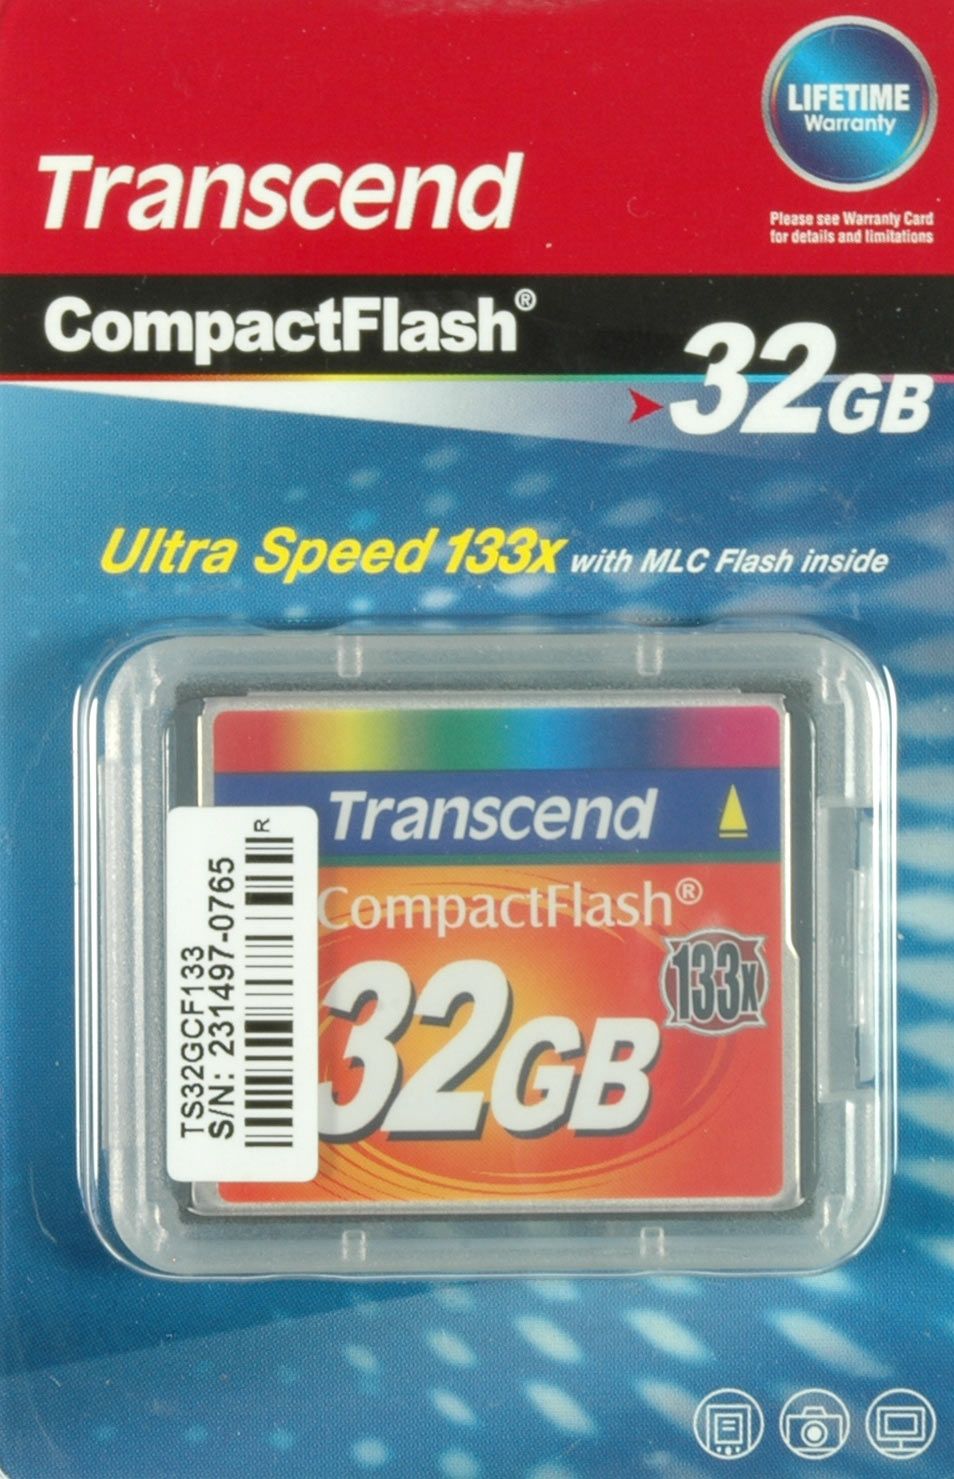 LIFETIME
Warranty
Transcend
Please see Warranty Card
for details and limitations
CompactFlash®
32GB
Ultra Speed 133x with MLC Flash inside
Transcend
CompactFlash®
133x
32GB
TS32GCF133
S/N: 231497-0765
R